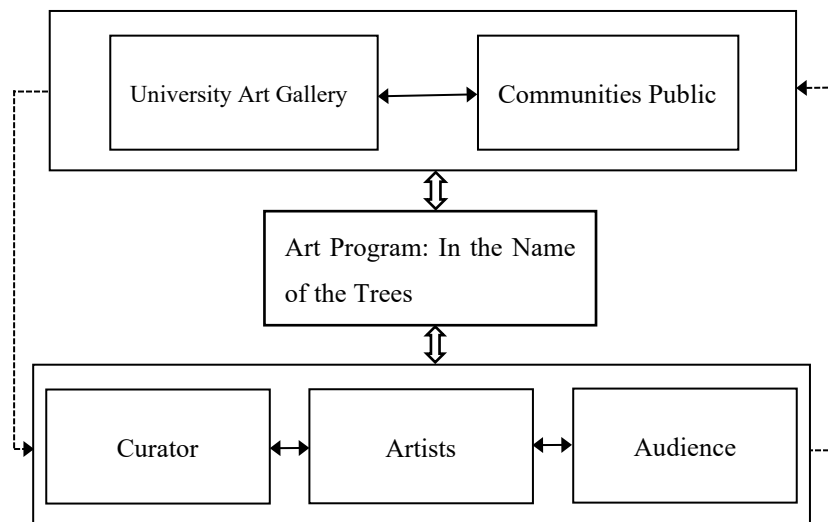 University Art Gallery
Communities Public
Art Program: In the Name
of the Trees
Curator
Artists
Audience